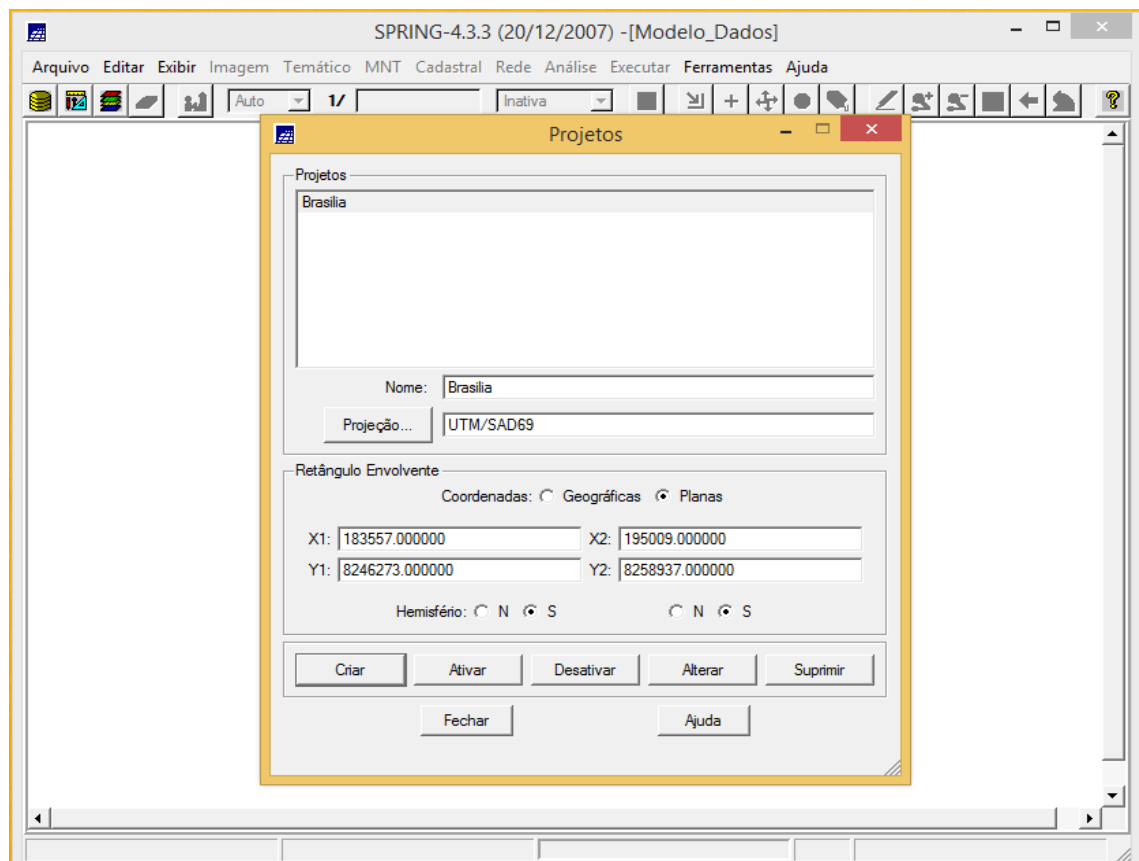 SPRING-4.3.3 (20/12/2007) -[Modelo_Dados]
Arquivo Editar Exibir Imagem Temático MNT Cadastral Rede Análise Executar Ferramentas Ajuda
Auto 1/ Inativa
Projetos
Projetos
Brasilia
Nome: Brasilia
Projeção... UTM/SAD69
Retângulo Envolvente
Coordenadas: Geográficas Planas
X1: 183557.000000 X2: 195009.000000
Y1: 8246273.000000 Y2: 8258937.000000
Hemisfério: N S N S
Criar Ativar Desativar Alterar Suprimir
Fechar Ajuda